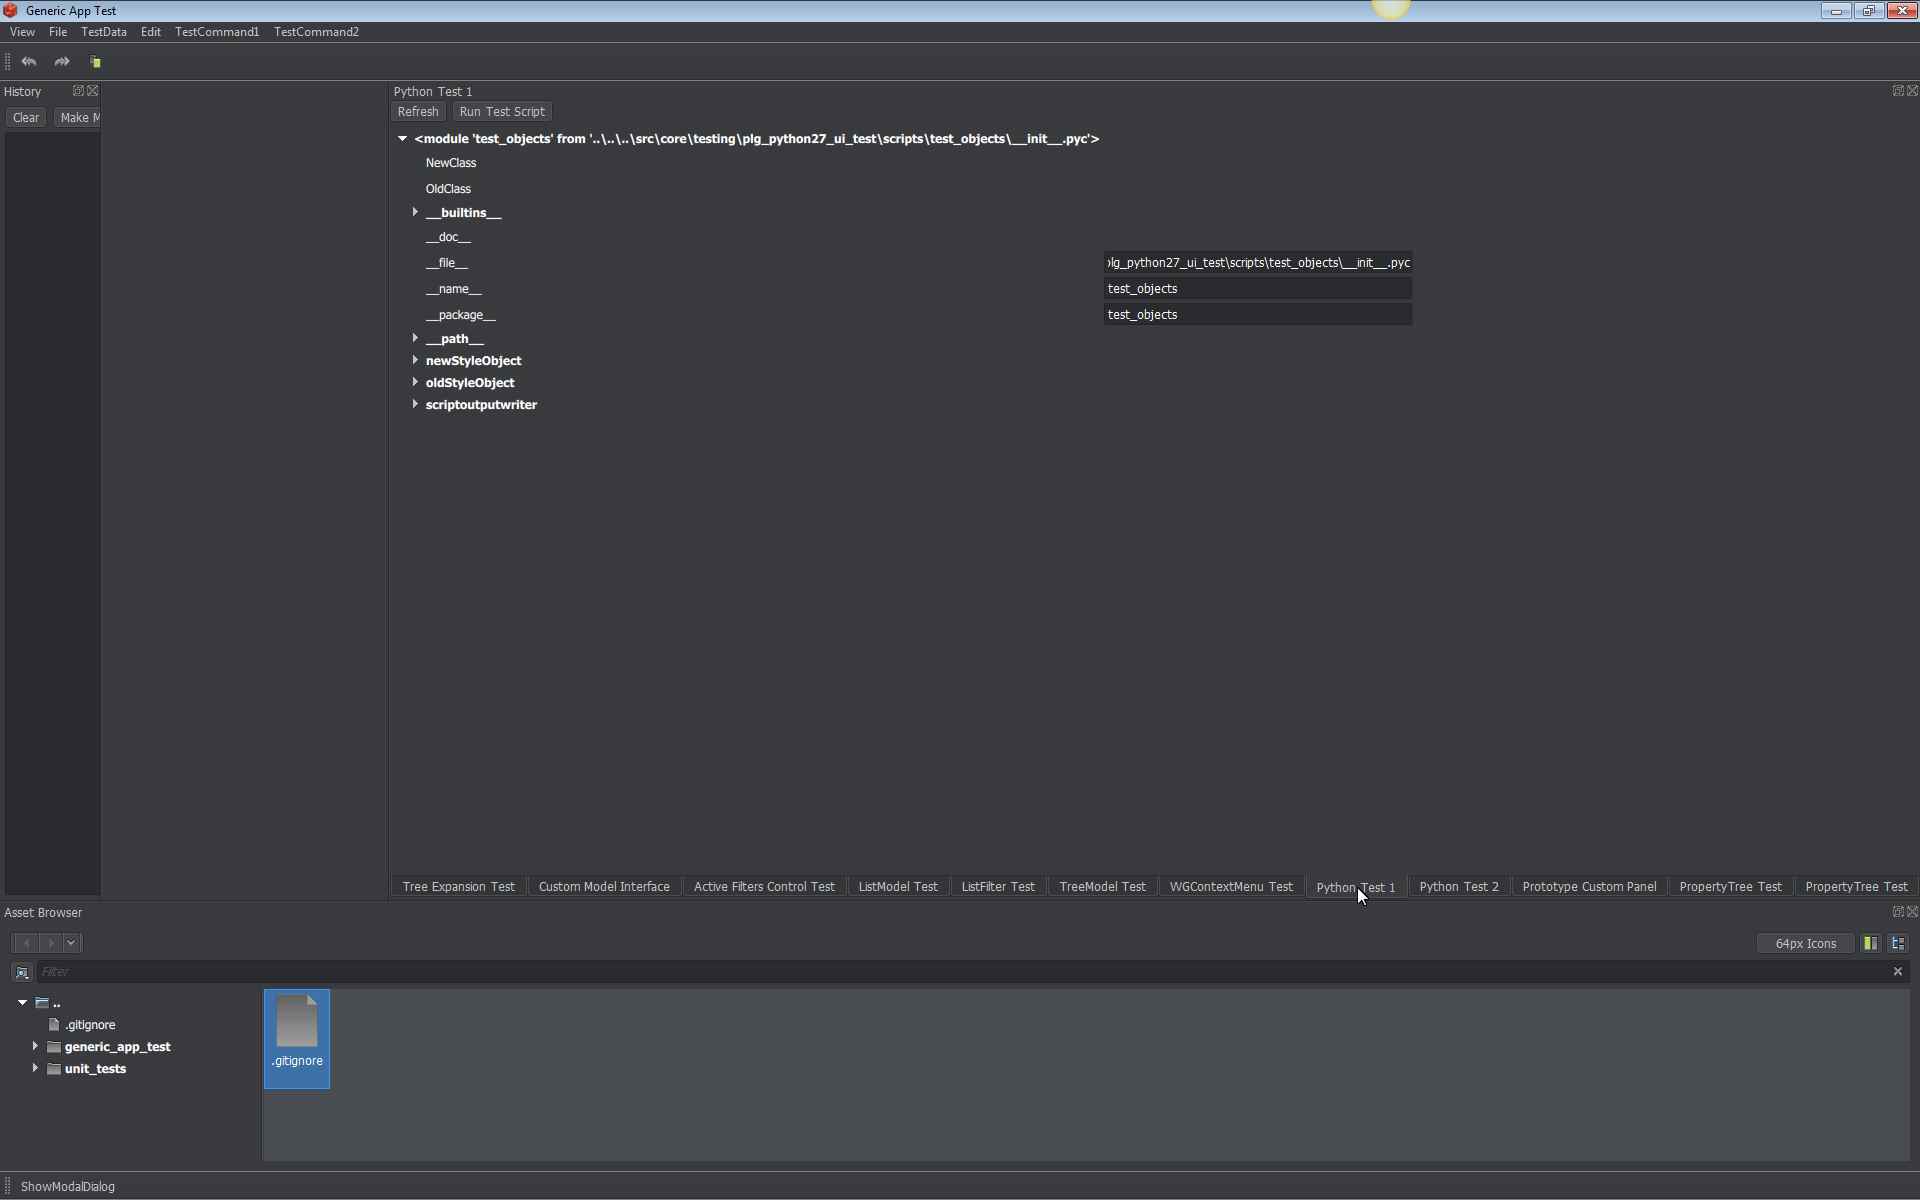 Generic App Test
View File TestData Edit TestCommand1 TestCommand2
History
Clear Make M
Python Test 1
Refresh Run Test Script
<module 'test_objects' from '..\..\..\src\core\testing\plg_python27_ui_test\scripts\test_objects\__init__.pyc'>
NewClass
OldClass
__builtins__
__doc__
__file__ plg_python27_ui_test\scripts\test_objects\__init__.pyc
__name__ test_objects
__package__ test_objects
__path__
newStyleObject
oldStyleObject
scriptoutputwriter
Tree Expansion Test Custom Model Interface Active Filters Control Test ListModel Test ListFilter Test TreeModel Test WGContextMenu Test Python Test 1 Python Test 2 Prototype Custom Panel PropertyTree Test PropertyTree Test
Asset Browser
64px Icons
Filter
..
.gitignore
generic_app_test
unit_tests
.gitignore
ShowModalDialog